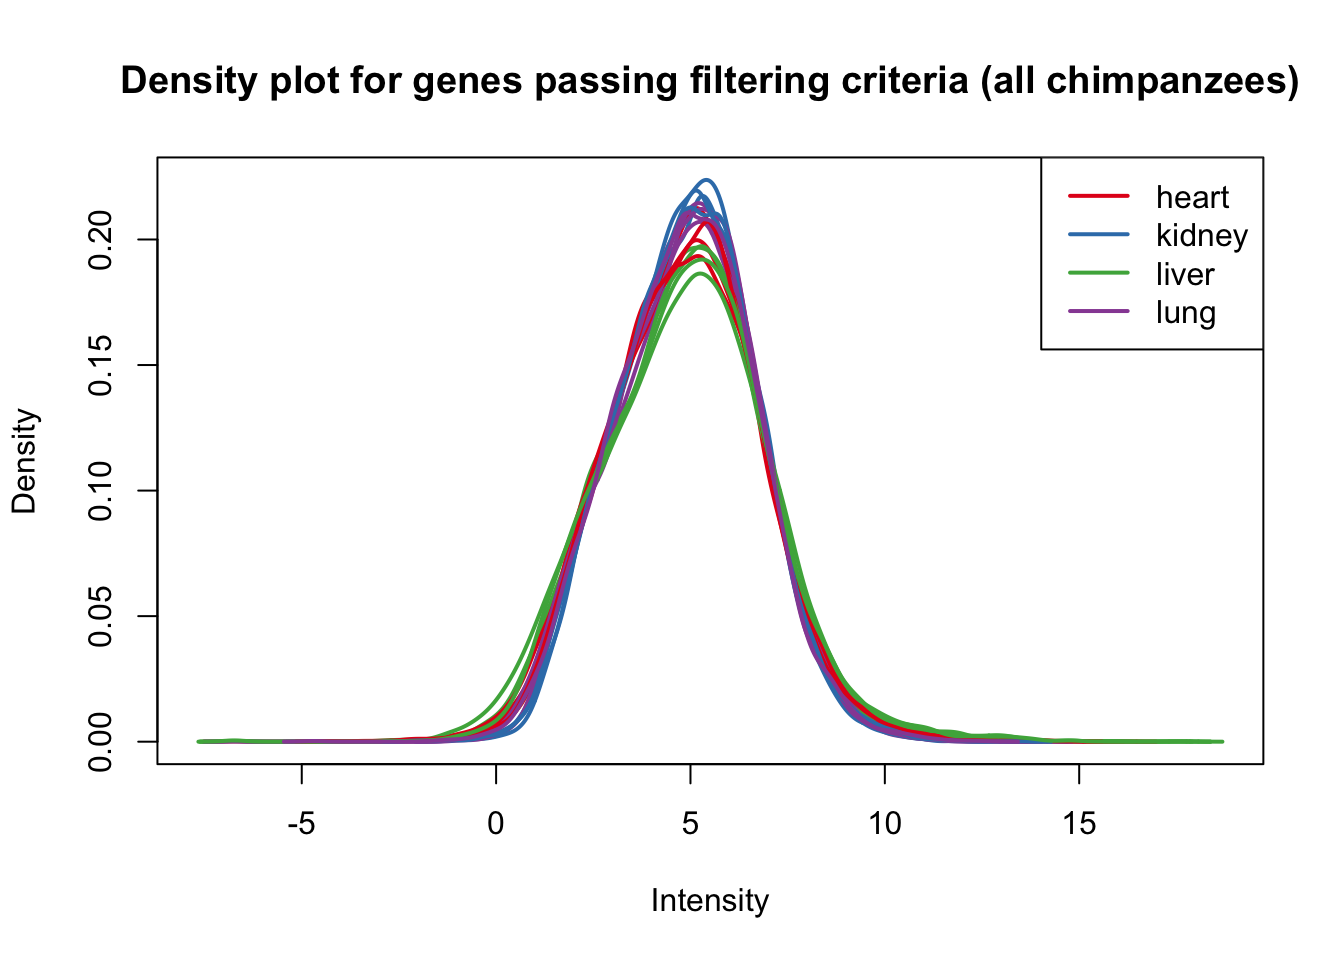 Density plot for genes passing filtering criteria (all chimpanzees)
heart
kidney
liver
lung
Density
0.20
0.15
0.10
0.05
0.00
-5
0
5
10
15
Intensity